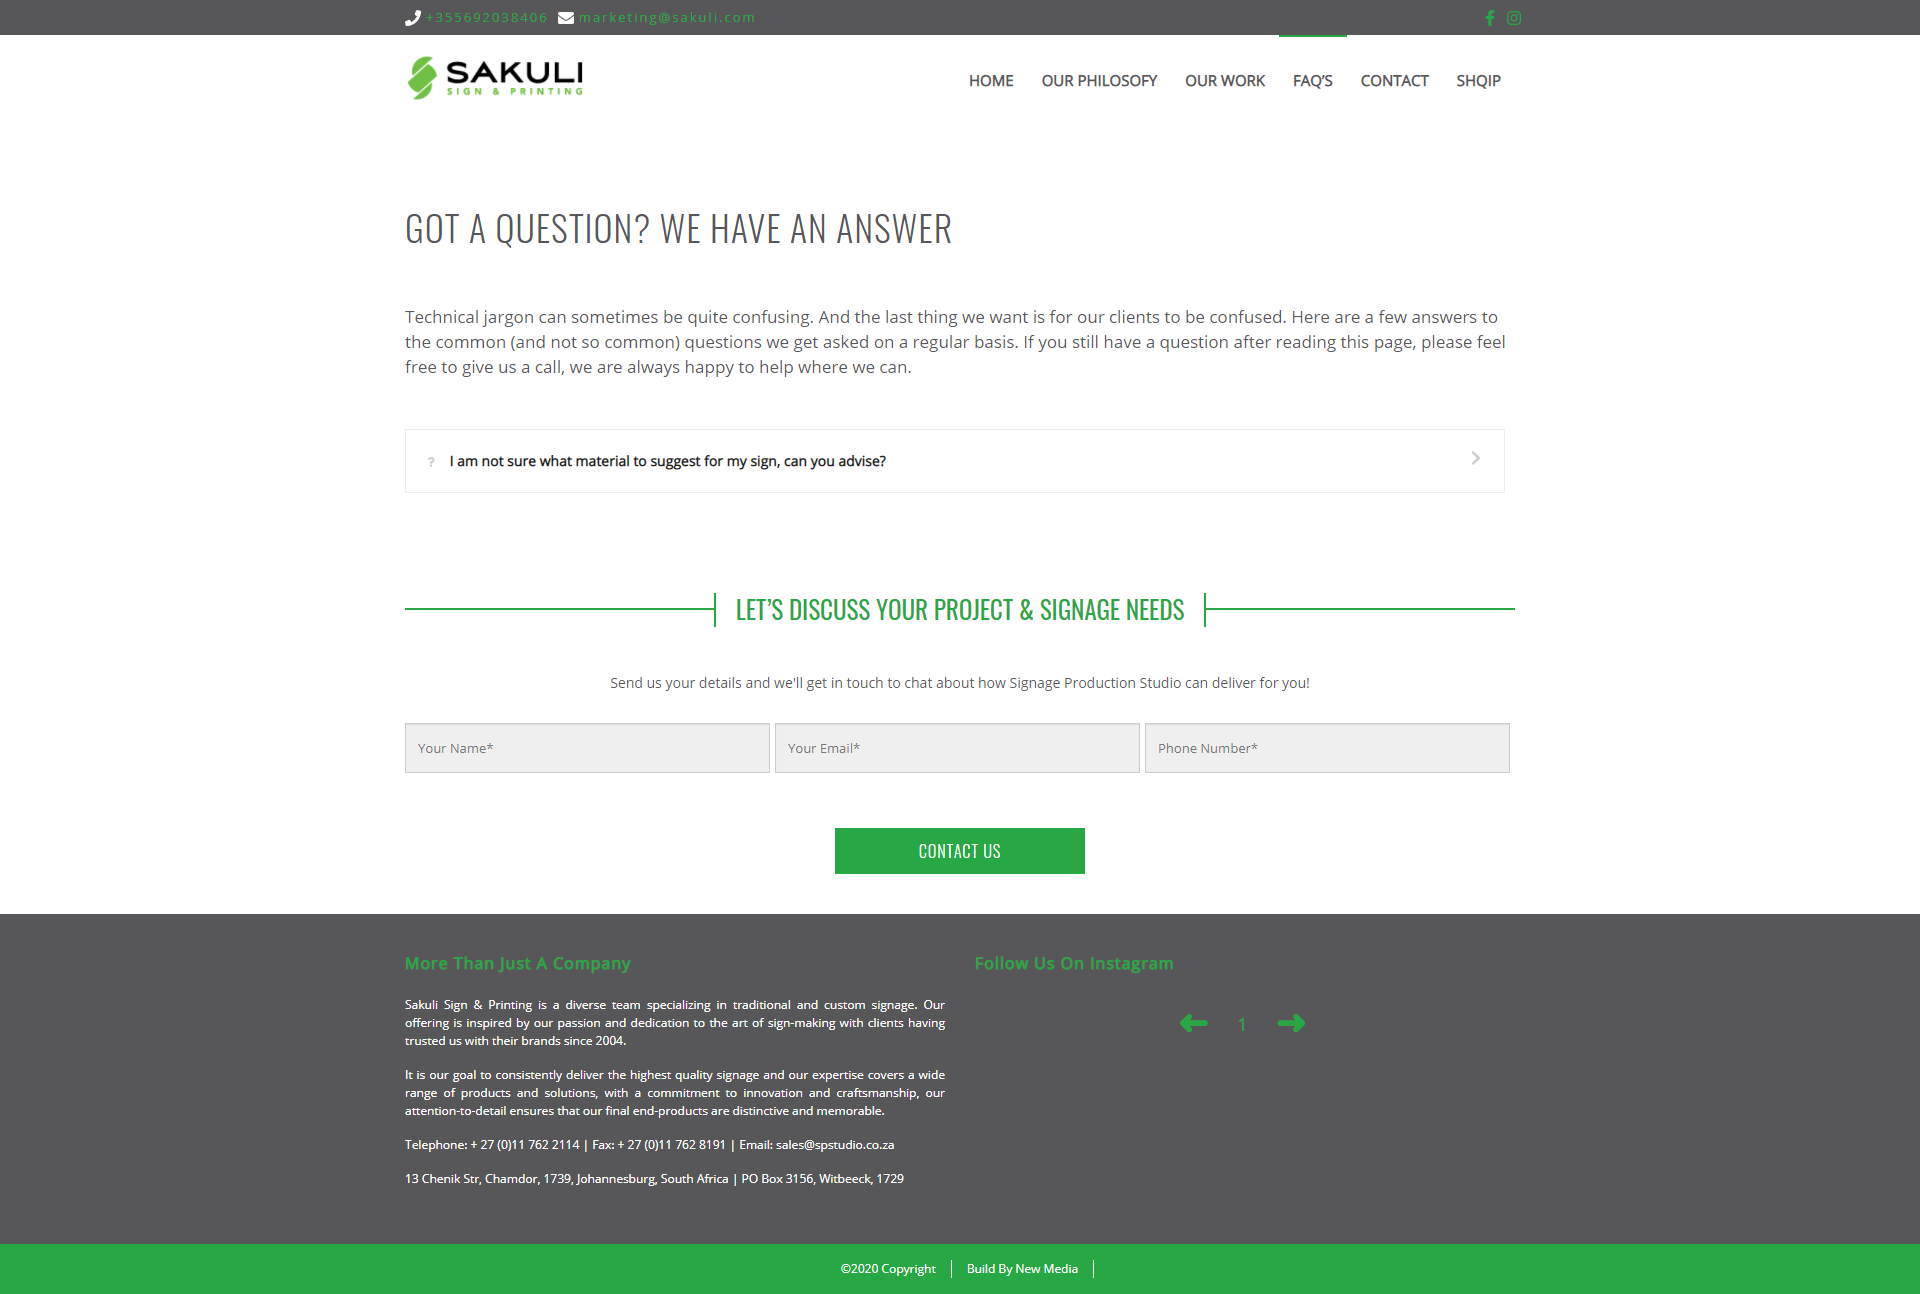 +355692038406 marketing@sakuli.com
SAKULI
SIGN & PRINTING
HOME OUR PHILOSOFY OUR WORK FAQ'S CONTACT SHQIP
GOT A QUESTION? WE HAVE AN ANSWER
Technical jargon can sometimes be quite confusing. And the last thing we want is for our clients to be confused. Here are a few answers to
the common (and not so common) questions we get asked on a regular basis. If you still have a question after reading this page, please feel
free to give us a call, we are always happy to help where we can.
? I am not sure what material to suggest for my sign, can you advise?
LET'S DISCUSS YOUR PROJECT & SIGNAGE NEEDS
Send us your details and we'll get in touch to chat about how Signage Production Studio can deliver for you!
Your Name* Your Email* Phone Number*
CONTACT US
More Than Just A Company
Sakuli Sign & Printing is a diverse team specializing in traditional and custom signage. Our
offering is inspired by our passion and dedication to the art of sign-making with clients having
trusted us with their brands since 2004.
It is our goal to consistently deliver the highest quality signage and our expertise covers a wide
range of products and solutions, with a commitment to innovation and craftsmanship, our
attention-to-detail ensures that our final end-products are distinctive and memorable.
Telephone: + 27 (0)11 762 2114 | Fax: + 27 (0)11 762 8191 | Email: sales@spstudio.co.za
13 Chenik Str, Chamdor, 1739, Johannesburg, South Africa | PO Box 3156, Witbeeck, 1729
Follow Us On Instagram
1
©2020 Copyright Build By New Media